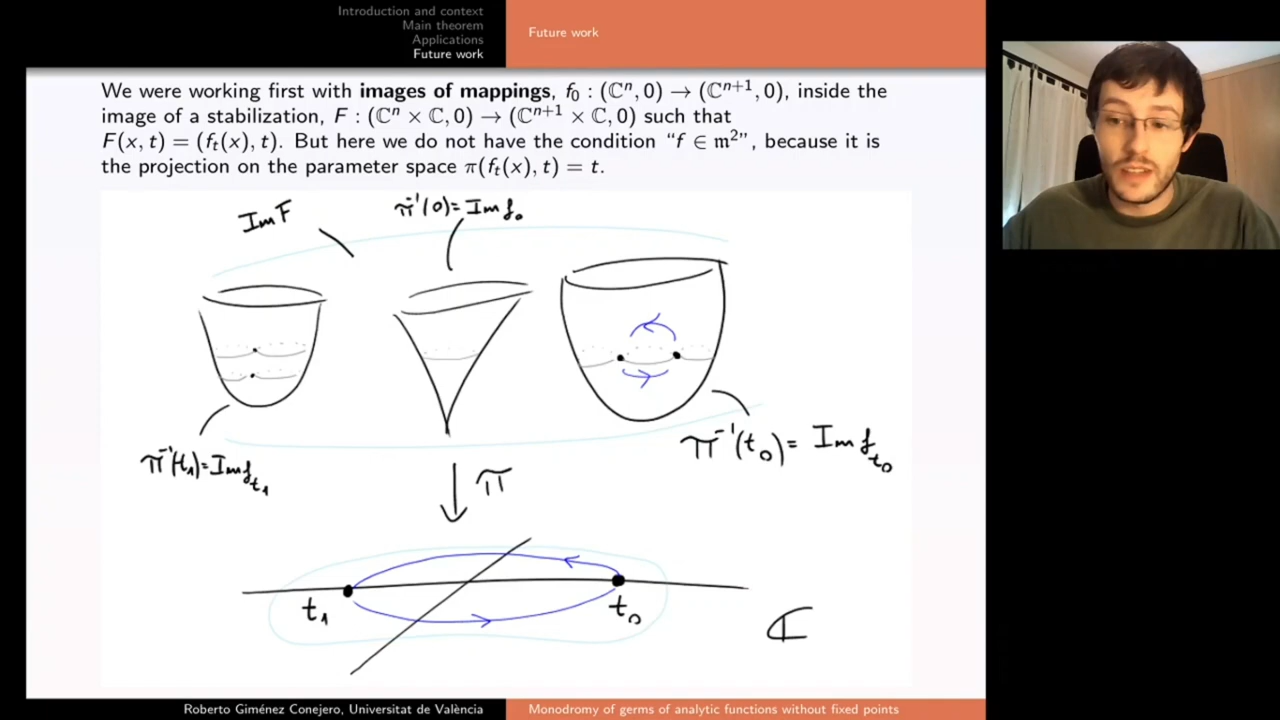 Introduction and context
Main theorem
Applications
Future work
Future work
We were working first with images of mappings, f₀ : (ℂⁿ, 0) → (ℂⁿ⁺¹, 0), inside the
image of a stabilization, F : (ℂⁿ × ℂ, 0) → (ℂⁿ⁺¹ × ℂ, 0) such that
F(x, t) = (fₜ(x), t). But here we do not have the condition "f ∈ 𝔪²", because it is
the projection on the parameter space π(fₜ(x), t) = t.
Im F
π⁻¹(0) = Im f₀
π⁻¹(t₁) = Im f_{t₁}
π⁻¹(t₀) = Im f_{t₀}
π
t₁
t₀
ℂ
Roberto Giménez Conejero, Universitat de València
Monodromy of germs of analytic functions without fixed points